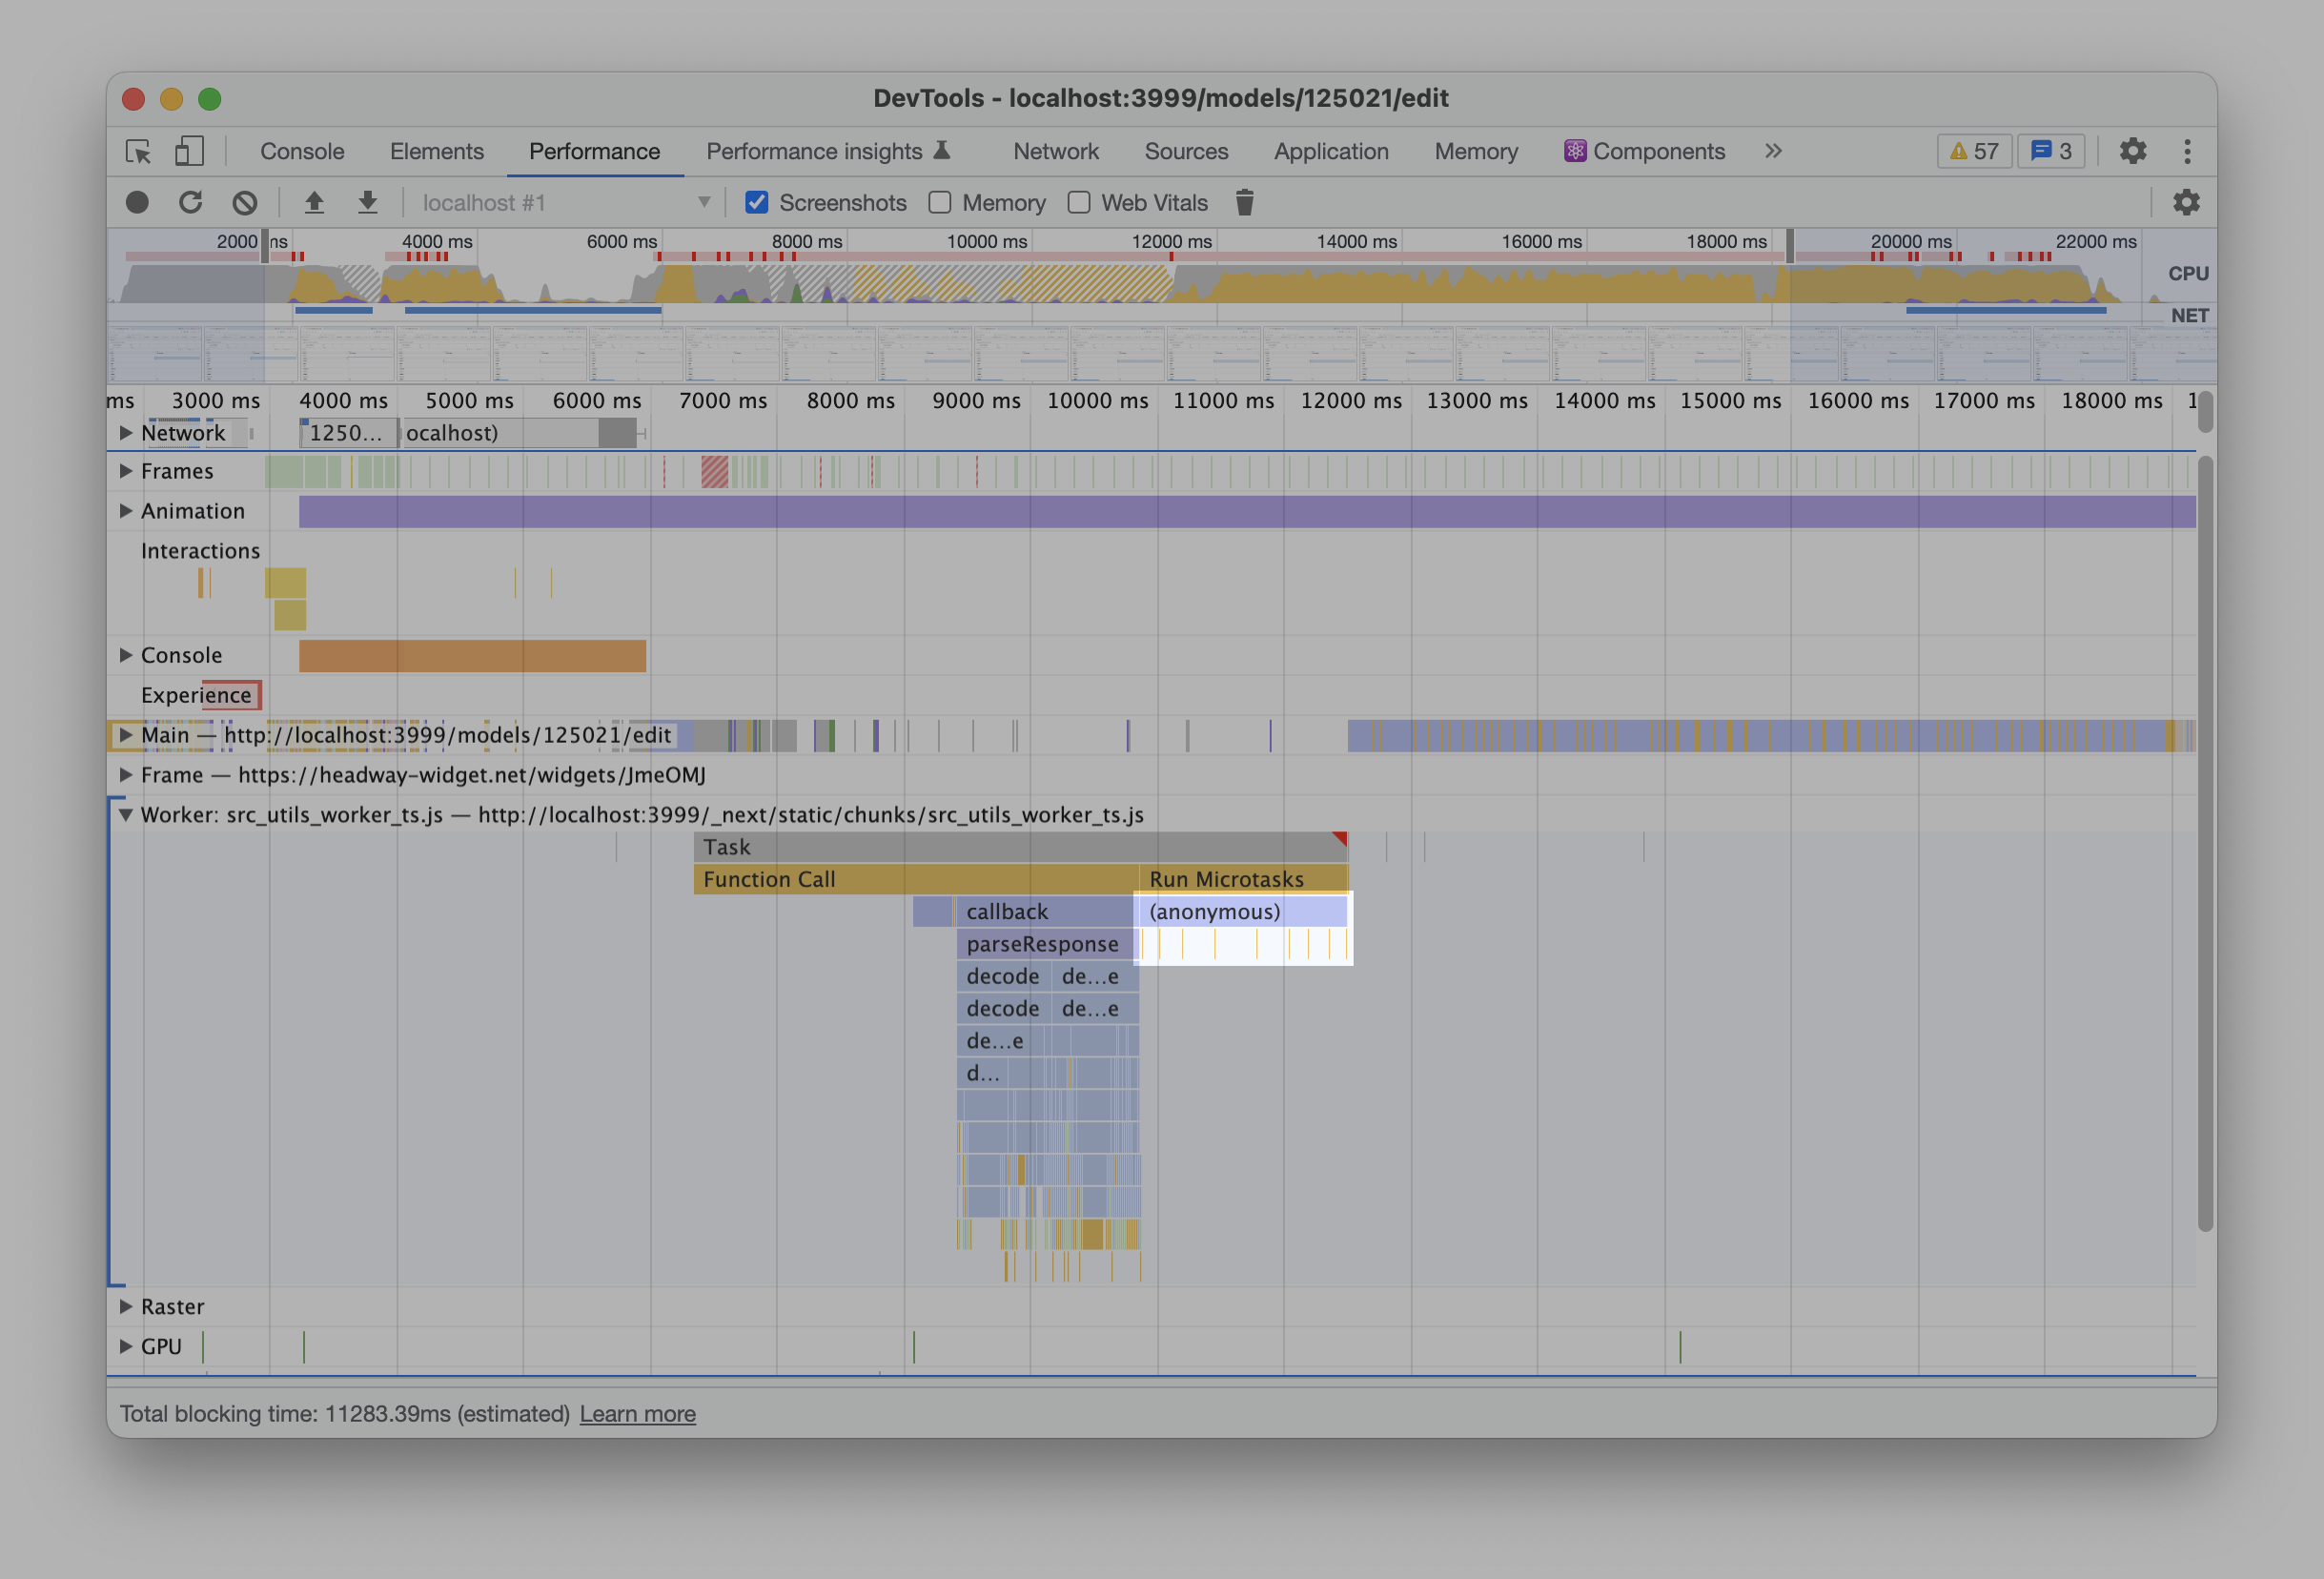 DevTools - localhost:3999/models/125021/edit
Console Elements Performance Performance insights Network Sources Application Memory Components 57 3
localhost #1 Screenshots Memory Web Vitals
2000 ms 4000 ms 6000 ms 8000 ms 10000 ms 12000 ms 14000 ms 16000 ms 18000 ms 20000 ms 22000 ms
CPU
NET
ms 3000 ms 4000 ms 5000 ms 6000 ms 7000 ms 8000 ms 9000 ms 10000 ms 11000 ms 12000 ms 13000 ms 14000 ms 15000 ms 16000 ms 17000 ms 18000 ms 1
Network 1250... ocalhost)
Frames
Animation
Interactions
Console
Experience
Main — http://localhost:3999/models/125021/edit
Frame — https://headway-widget.net/widgets/JmeOMJ
Worker: src_utils_worker_ts.js — http://localhost:3999/_next/static/chunks/src_utils_worker_ts.js
Task
Function Call Run Microtasks
callback (anonymous)
parseResponse
decode de...e
decode de...e
de...e
d...
Raster
GPU
Total blocking time: 11283.39ms (estimated) Learn more